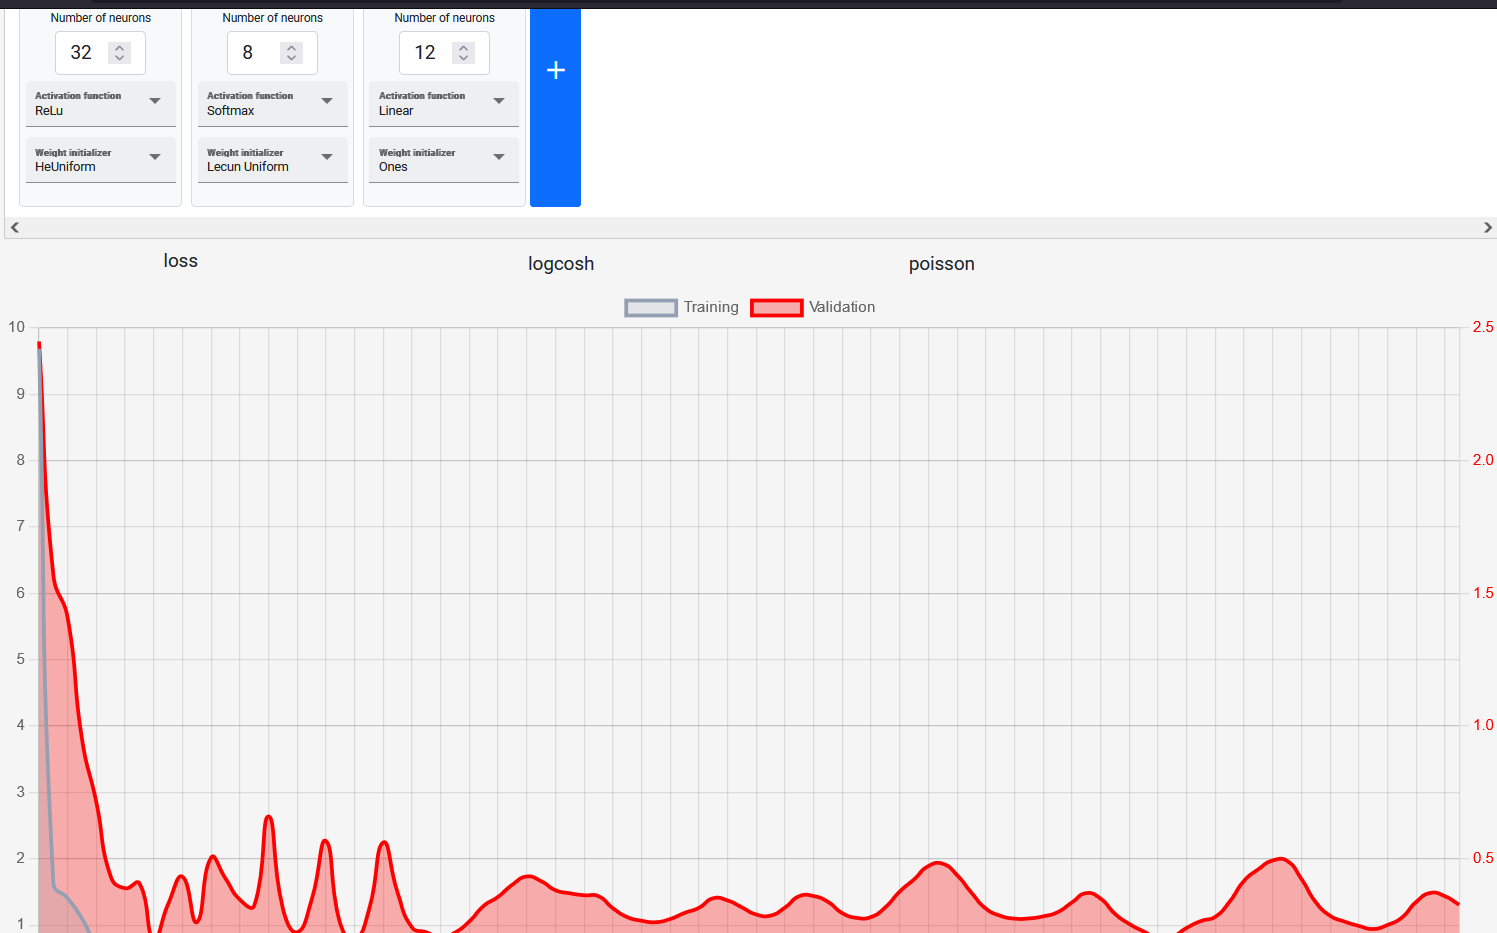 Number of neurons Number of neurons Number of neurons
32 8 12
+
Activation function Activation function Activation function
ReLu Softmax Linear
Weight initializer Weight initializer Weight initializer
HeUniform Lecun Uniform Ones
loss logcosh poisson
Training Validation
10 2.5
9
8 2.0
7
6 1.5
5
4 1.0
3
2 0.5
1